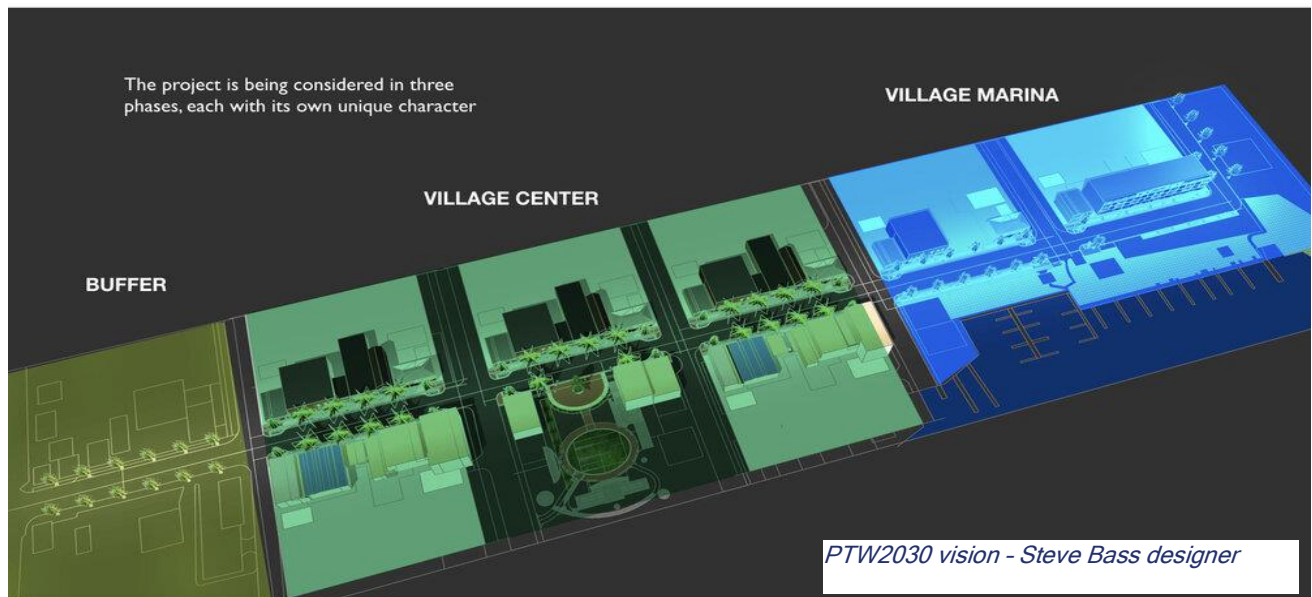 The project is being considered in three
phases, each with its own unique character
VILLAGE MARINA
VILLAGE CENTER
BUFFER
PTW2030 vision - Steve Bass designer